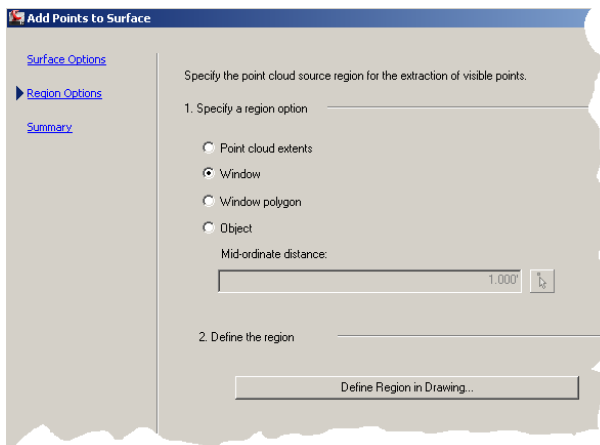 Add Points to Surface
Surface Options
Region Options
Summary
Specify the point cloud source region for the extraction of visible points.
1. Specify a region option
Point cloud extents
Window
Window polygon
Object
Mid-ordinate distance:
1.000'
2. Define the region
Define Region in Drawing...